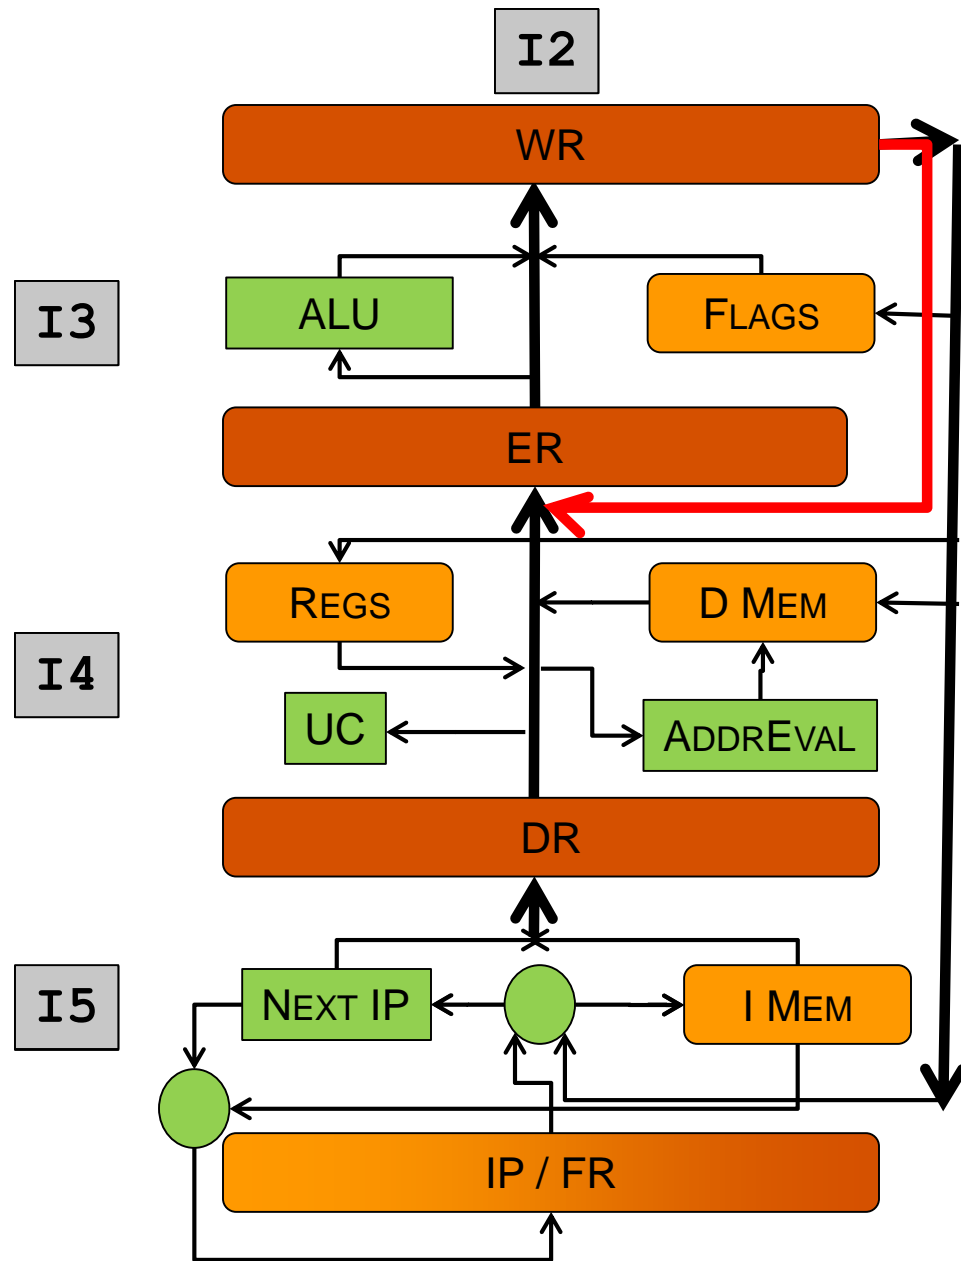 I2
WR
I3
ALU
FLAGS
ER
REGS
D MEM
I4
UC
ADDREVAL
DR
I5
NEXT IP
I MEM
IP / FR